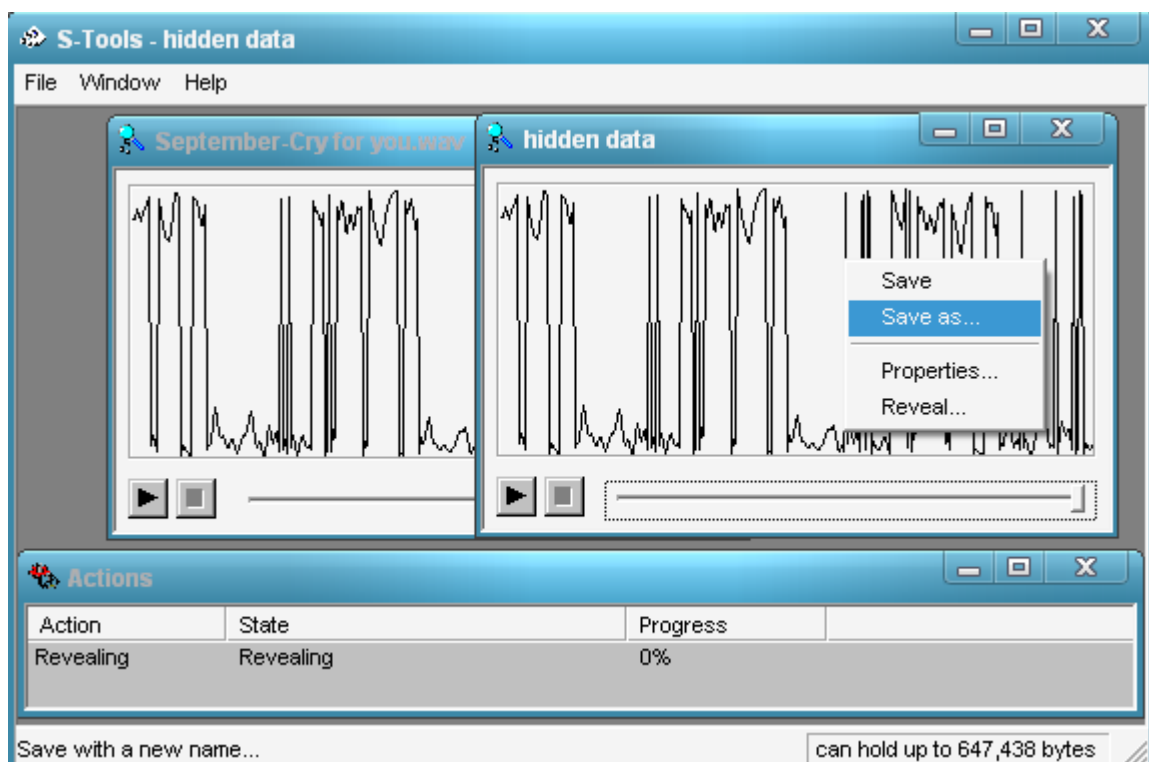 S-Tools - hidden data
File Window Help
September-Cry for you.wav
hidden data
Save
Save as...
Properties...
Reveal...
Actions
Action State Progress
Revealing Revealing 0%
Save with a new name... can hold up to 647,438 bytes